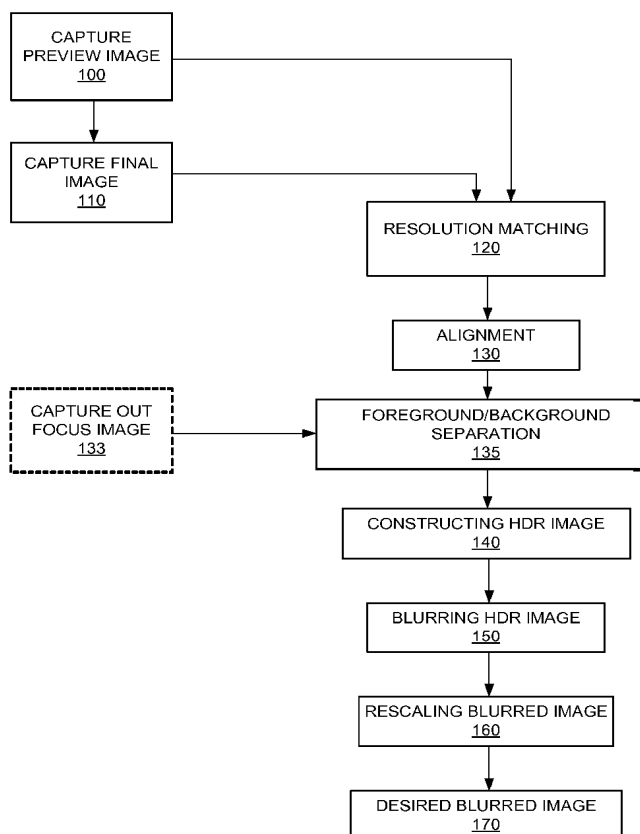 CAPTURE
PREVIEW IMAGE
100
CAPTURE FINAL
IMAGE
110
RESOLUTION MATCHING
120
ALIGNMENT
130
CAPTURE OUT
FOCUS IMAGE
133
FOREGROUND/BACKGROUND
SEPARATION
135
CONSTRUCTING HDR IMAGE
140
BLURRING HDR IMAGE
150
RESCALING BLURRED IMAGE
160
DESIRED BLURRED IMAGE
170